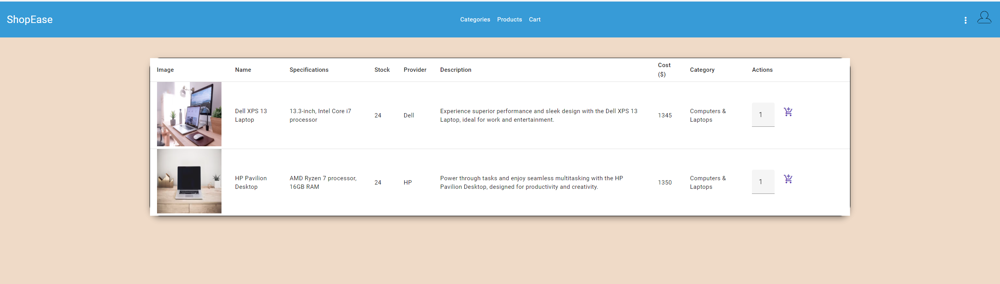 ShopEase
Categories Products Cart
Image Name Specifications Stock Provider Description Cost ($) Category Actions
Dell XPS 13 Laptop
13.3-inch, Intel Core i7 processor
24
Dell
Experience superior performance and sleek design with the Dell XPS 13
Laptop, ideal for work and entertainment.
1345
Computers & Laptops
1
HP Pavilion Desktop
AMD Ryzen 7 processor, 16GB RAM
24
HP
Power through tasks and enjoy seamless multitasking with the HP
Pavilion Desktop, designed for productivity and creativity.
1350
Computers & Laptops
1